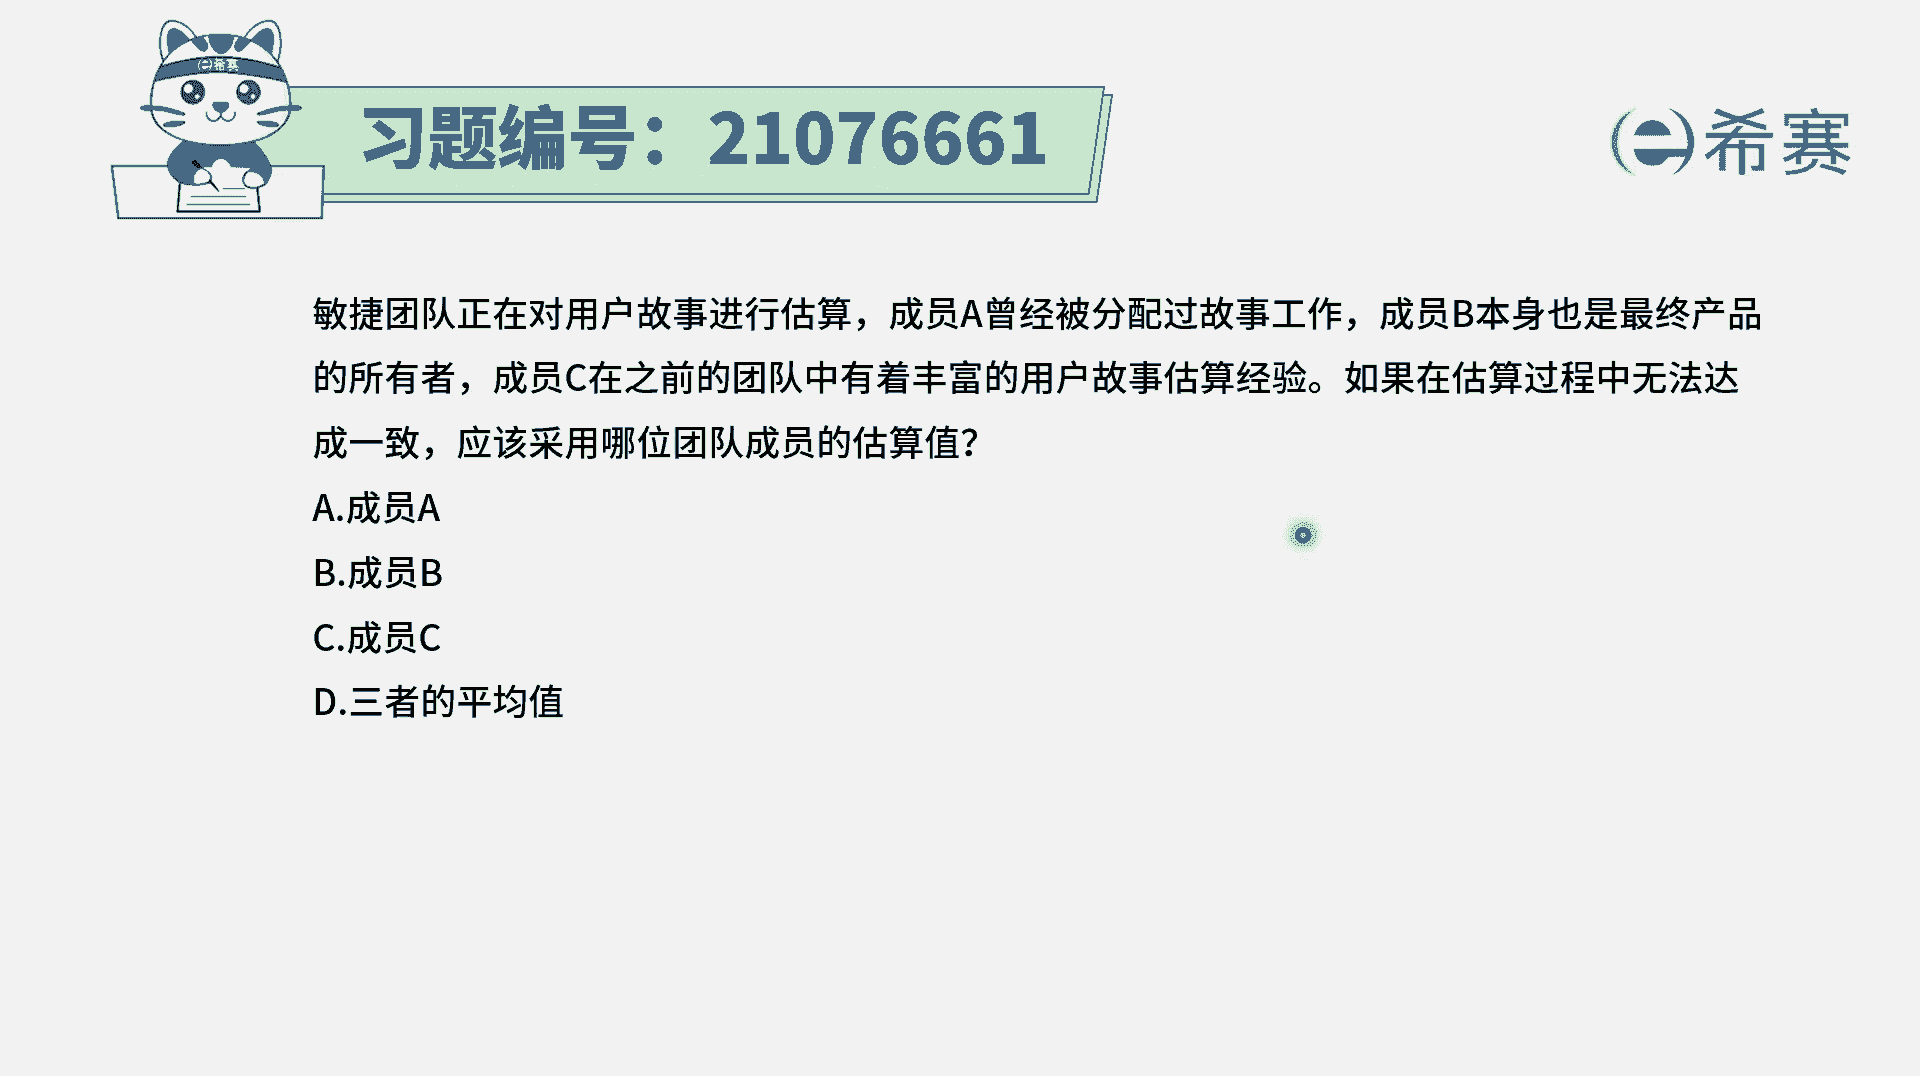 希赛
习题编号：21076661
希赛
敏捷团队正在对用户故事进行估算，成员A曾经被分配过故事工作，成员B本身也是最终产品
的所有者，成员C在之前的团队中有着丰富的用户故事估算经验。如果在估算过程中无法达
成一致，应该采用哪位团队成员的估算值？
A.成员A
B.成员B
C.成员C
D.三者的平均值